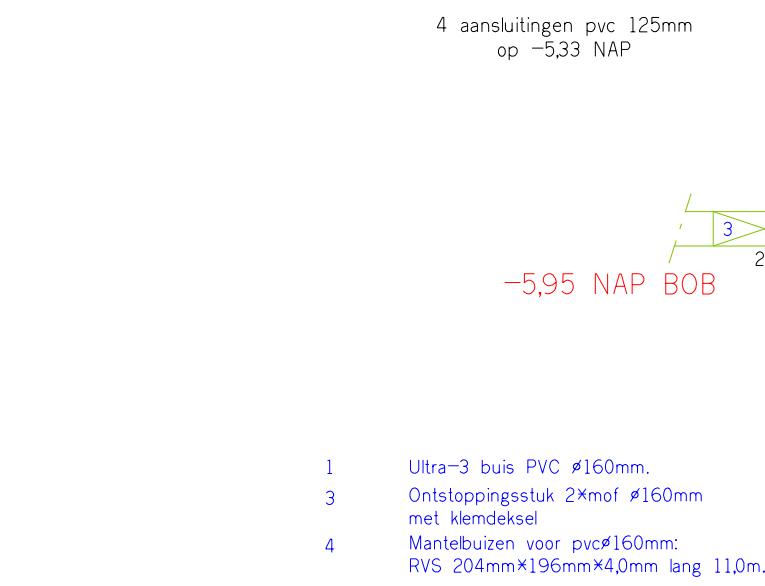 4 aansluitingen pvc 125mm
op -5,33 NAP
3
2
-5,95 NAP BOB
1 Ultra-3 buis PVC ø160mm.
3 Ontstoppingsstuk 2*mof ø160mm
met klemdeksel
4 Mantelbuizen voor pvcø160mm:
RVS 204mm*196mm*4,0mm lang 11,0m.